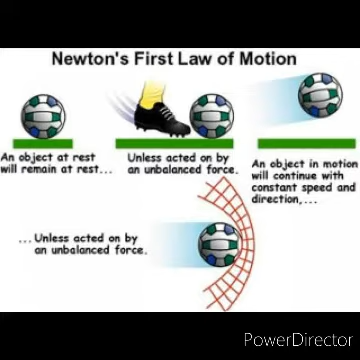 Newton's First Law of Motion
An object at rest
will remain at rest...
Unless acted on by
an unbalanced force.
An object in motion
will continue with
constant speed and
direction,...
... Unless acted on by
an unbalanced force.
PowerDirector